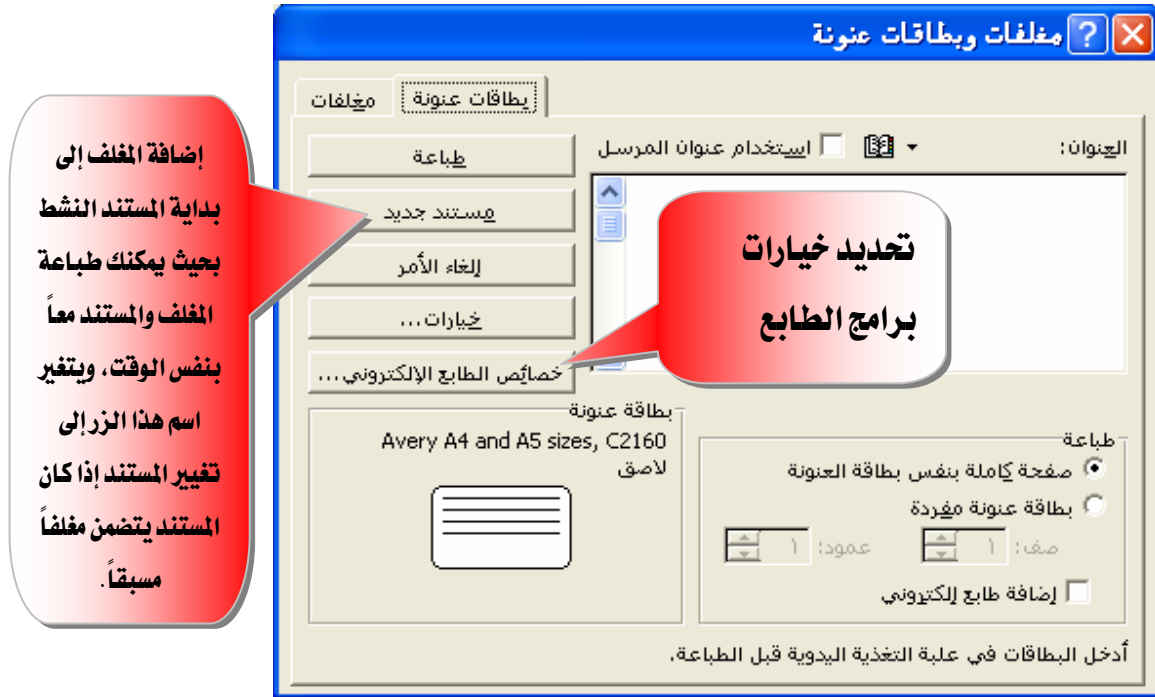 مغلفات وبطاقات عنونة
بطاقات عنونة
مغلفات
العنوان:
استخدام عنوان المرسل
طباعة
مستند جديد
إلغاء الأمر
خيارات...
خصائص الطابع الإلكتروني...
تحديد خيارات
برامج الطابع
إضافة المغلف إلى
بداية المستند النشط
بحيث يمكنك طباعة
المغلف والمستند معاً
بنفس الوقت، ويتغير
اسم هذا الزر إلى
تغيير المستند إذا كان
المستند يتضمن مغلفاً
مسبقاً.
طباعة
صفحة كاملة بنفس بطاقة العنونة
بطاقة عنونة مفردة
صف: ١ عمود: ١
إضافة طابع إلكتروني
بطاقة عنونة
Avery A4 and A5 sizes, C2160
لاصق
أدخل البطاقات في علبة التغذية اليدوية قبل الطباعة.